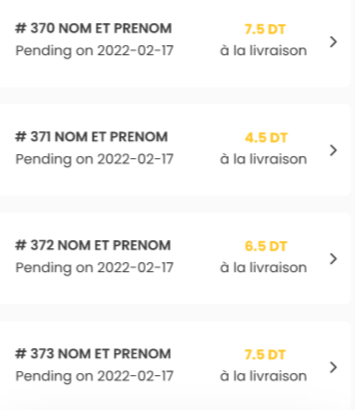 # 370 NOM ET PRENOM 7.5 DT
Pending on 2022-02-17 à la livraison
# 371 NOM ET PRENOM 4.5 DT
Pending on 2022-02-17 à la livraison
# 372 NOM ET PRENOM 6.5 DT
Pending on 2022-02-17 à la livraison
# 373 NOM ET PRENOM 7.5 DT
Pending on 2022-02-17 à la livraison